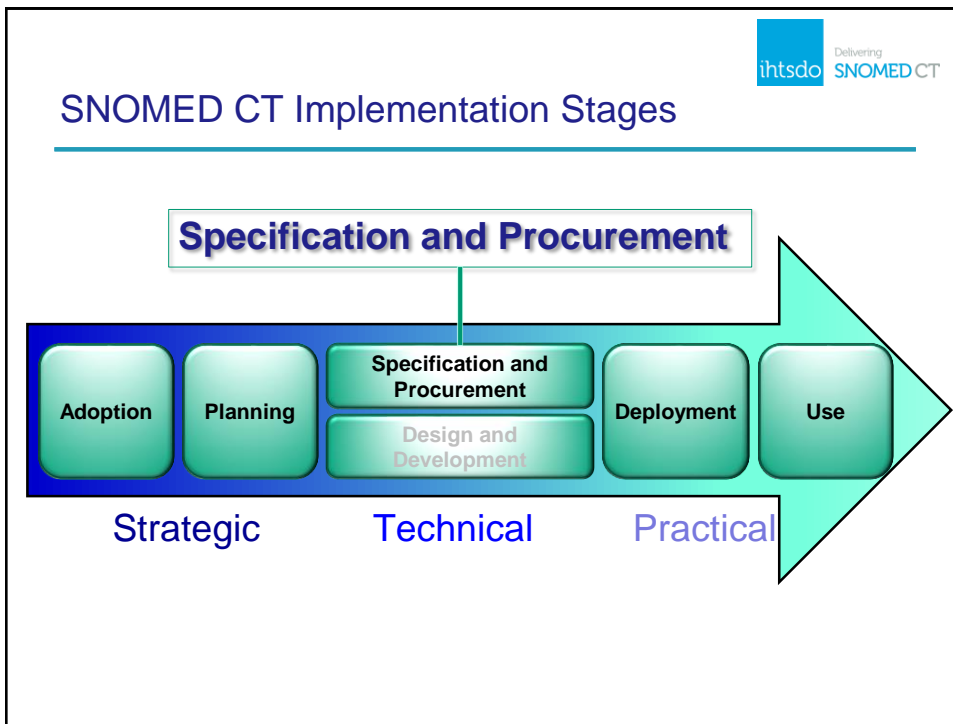 ihtsdo
Delivering
SNOMED CT
SNOMED CT Implementation Stages
Specification and Procurement
Adoption
Planning
Specification and
Procurement
Design and
Development
Deployment
Use
Strategic
Technical
Practical